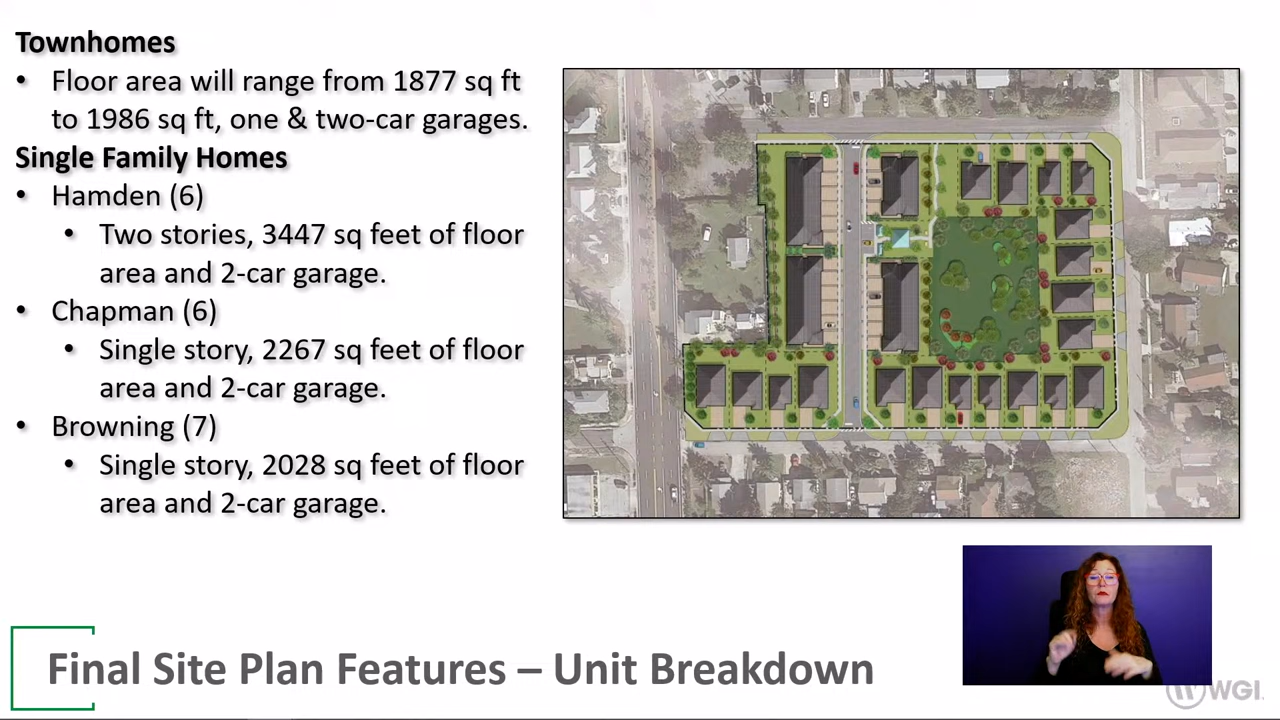 Townhomes
• Floor area will range from 1877 sq ft
to 1986 sq ft, one & two-car garages.
Single Family Homes
• Hamden (6)
• Two stories, 3447 sq feet of floor
area and 2-car garage.
• Chapman (6)
• Single story, 2267 sq feet of floor
area and 2-car garage.
• Browning (7)
• Single story, 2028 sq feet of floor
area and 2-car garage.
Final Site Plan Features – Unit Breakdown
WGI.